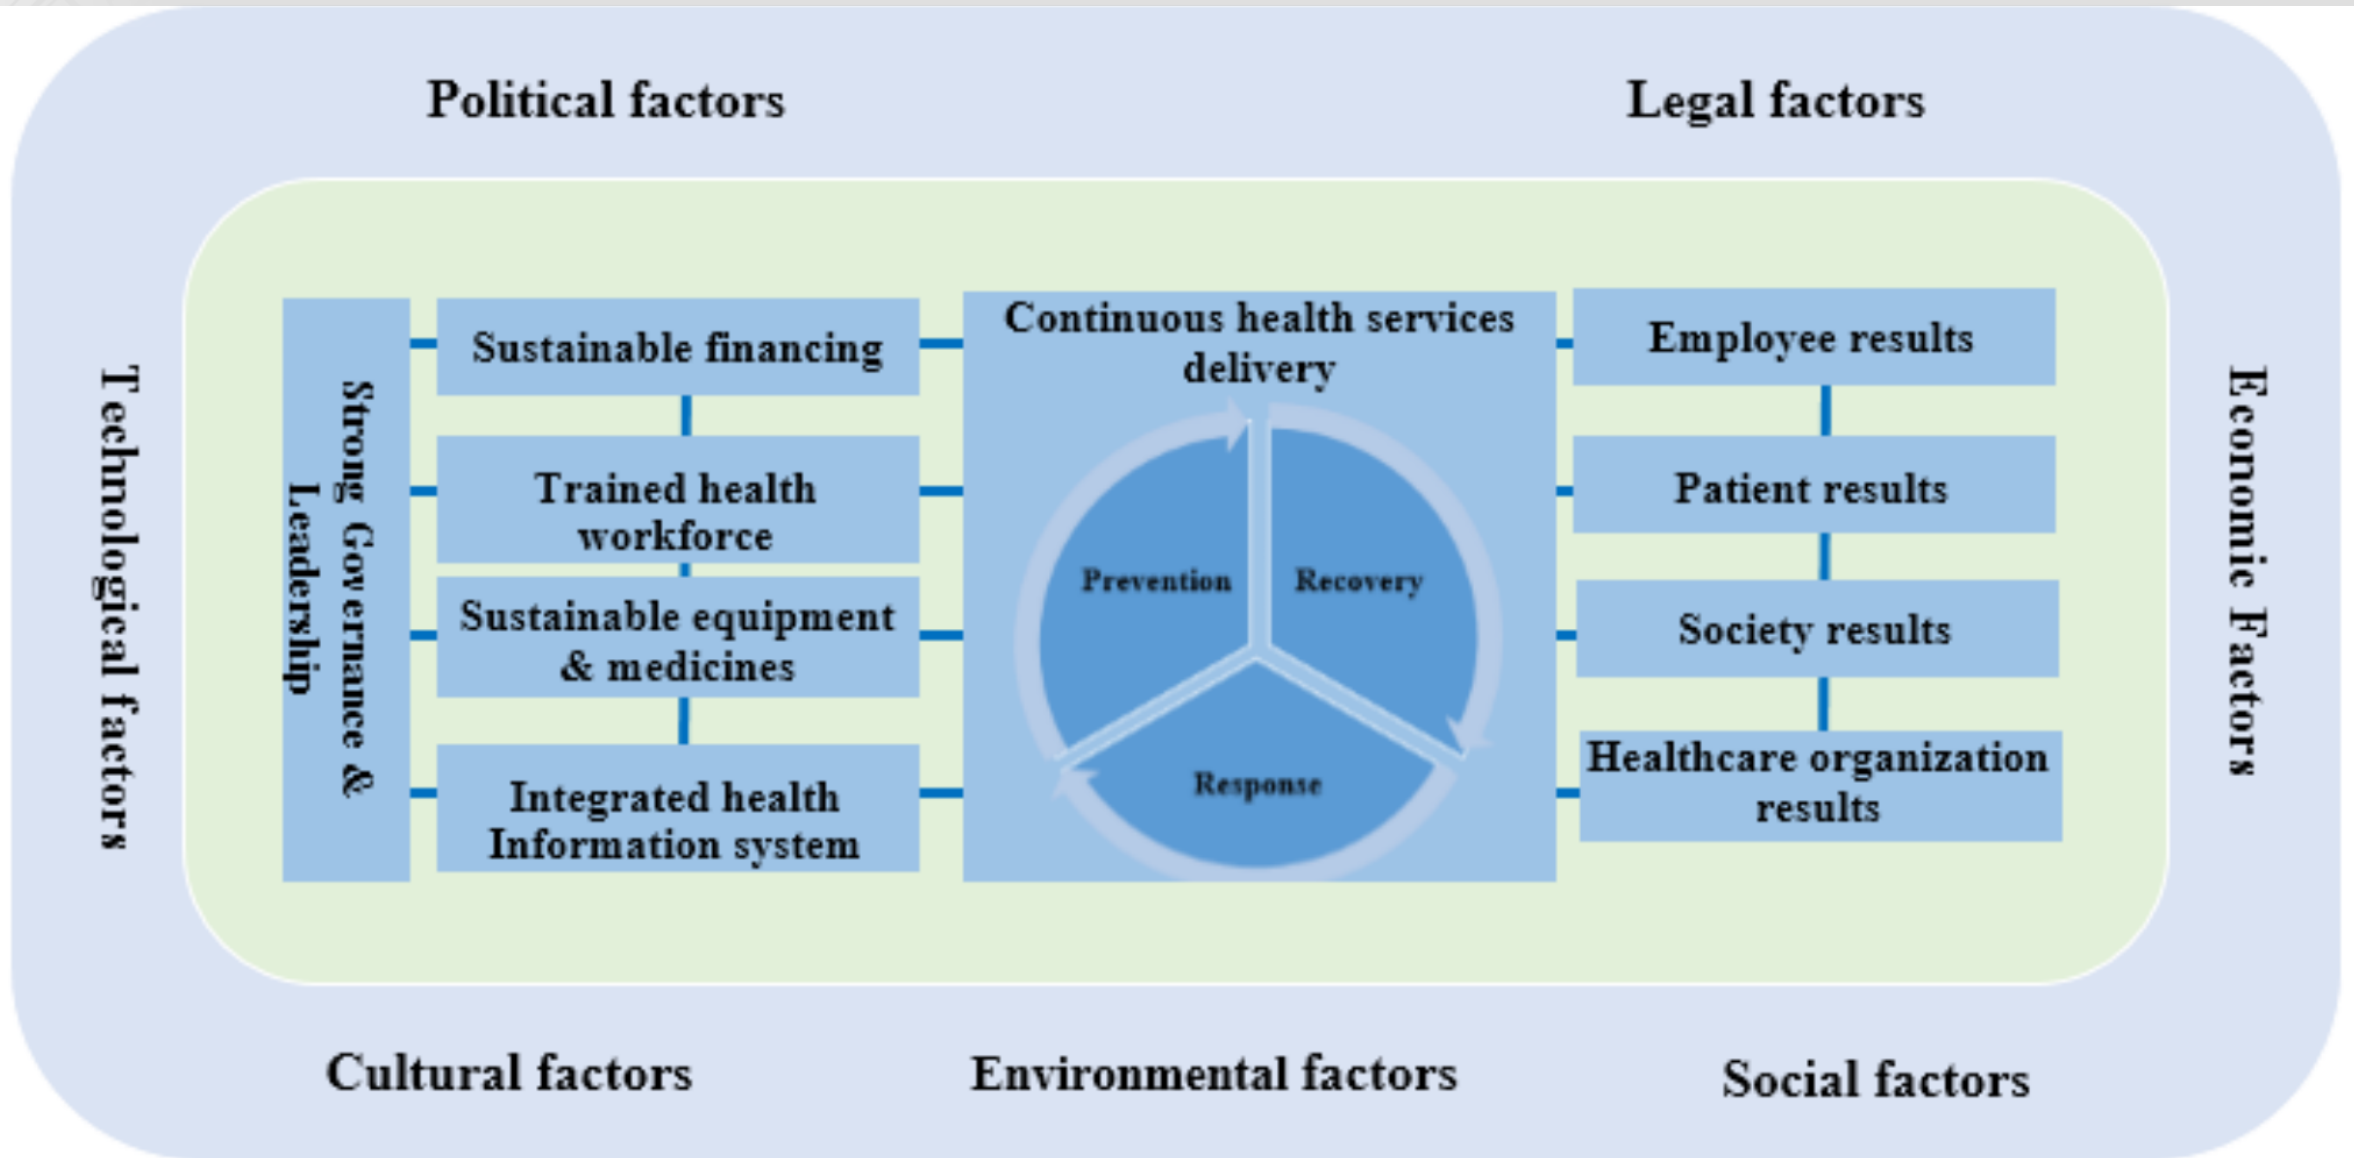 Political factors
Legal factors
Technological factors
Strong Governance &
Leadership
Sustainable financing
Trained health
workforce
Sustainable equipment
& medicines
Integrated health
Information system
Continuous health services
delivery
Prevention
Recovery
Response
Employee results
Patient results
Society results
Healthcare organization
results
Economic Factors
Cultural factors
Environmental factors
Social factors